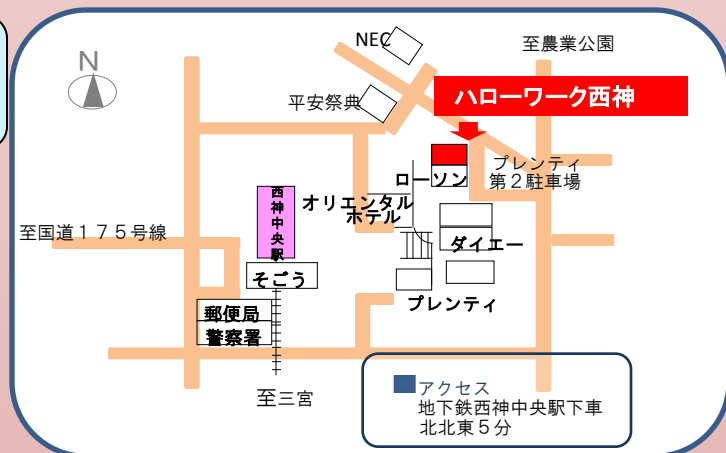 NEC
至農業公園
N
平安祭典
ハローワーク西神
プレンティ
第２駐車場
ローソン
西神中央駅
オリエンタル
ホテル
至国道１７５号線
ダイエー
そごう
プレンティ
郵便局
警察署
至三宮
アクセス
地下鉄西神中央駅下車
北北東５分